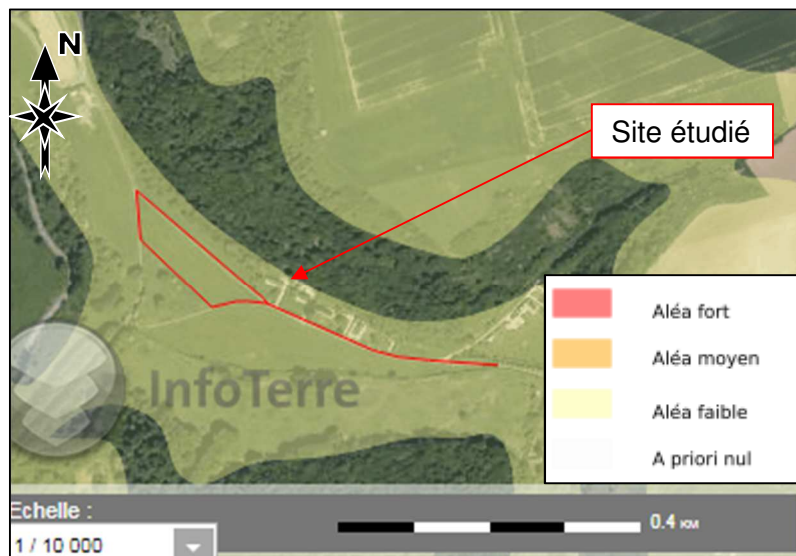 N
Site étudié
Aléa fort
Aléa moyen
Aléa faible
A priori nul
InfoTerre
Echelle :
0.4 KM
1 / 10 000